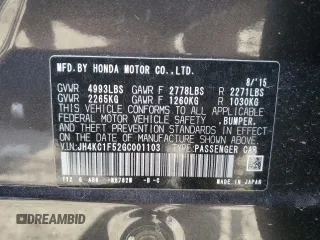 MFD. BY HONDA MOTOR CO.,LTD. 8/'15
GVWR 4993LBS GAWR F 2778LBS R 2271LBS
GVWR 2265KG GAWR F 1260KG R 1030KG
THIS VEHICLE CONFORMS TO ALL APPLICABLE
FEDERAL MOTOR VEHICLE SAFETY, BUMPER,
AND THEFT PREVENTION STANDARDS IN EFFECT
ON THE DATE OF MANUFACTURE SHOWN ABOVE.
V.I.N:JH4KC1F52GC001103 TYPE:PASSENGER CAR
MADE IN JAPAN
DREAMBID